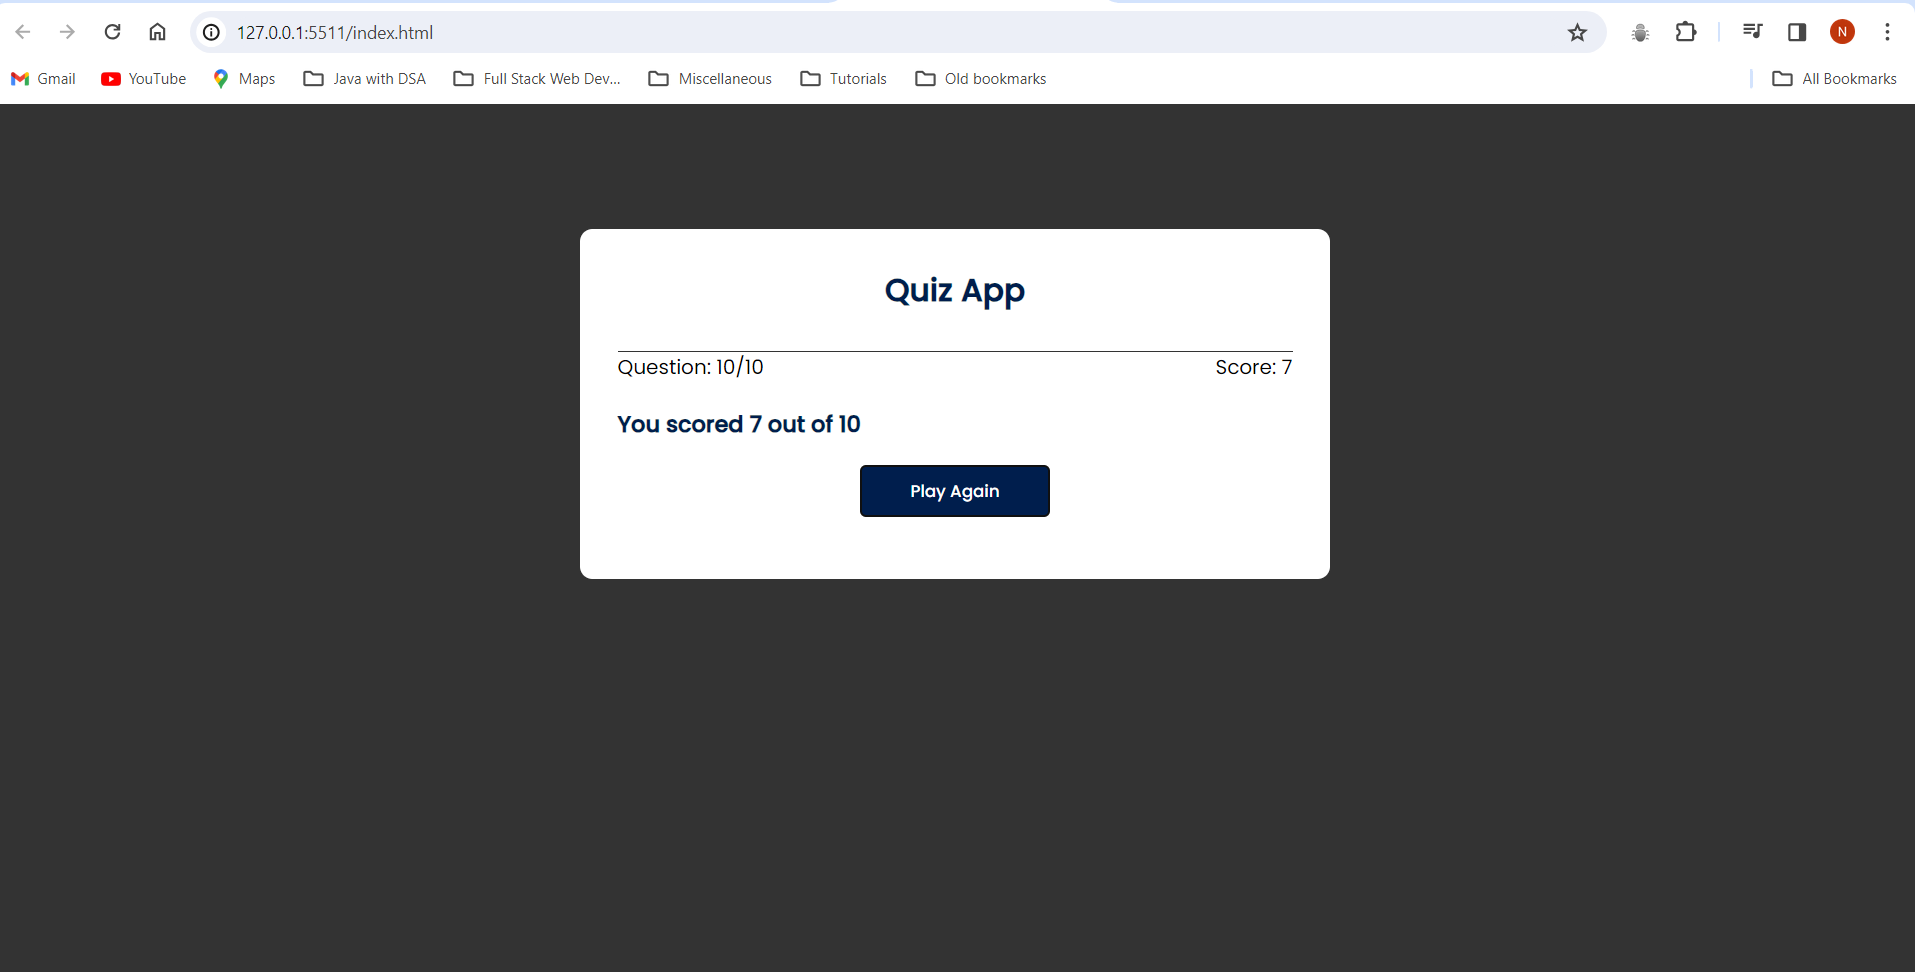 127.0.0.1:5511/index.html
N
Gmail YouTube Maps Java with DSA Full Stack Web Dev... Miscellaneous Tutorials Old bookmarks All Bookmarks
Quiz App
Question: 10/10 Score: 7
You scored 7 out of 10
Play Again